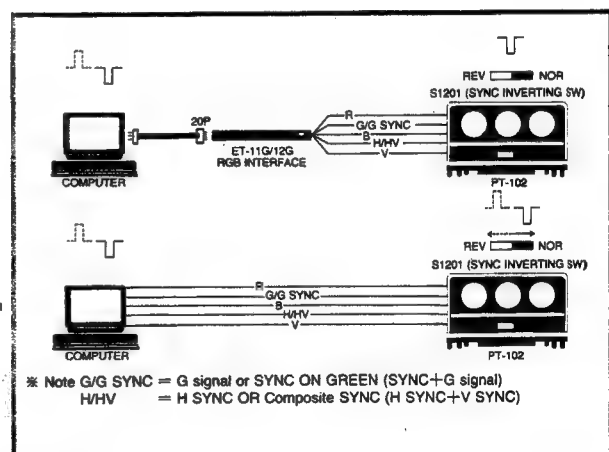 REV NOR
S1201 (SYNC INVERTING SW)
20P
R
G/G SYNC
B
H/HV
V
ET-11G/12G
RGB INTERFACE
COMPUTER
PT-102
REV NOR
S1201 (SYNC INVERTING SW)
R
G/G SYNC
B
H/HV
V
COMPUTER
PT-102
※ Note G/G SYNC = G signal or SYNC ON GREEN (SYNC+G signal)
H/HV = H SYNC OR Composite SYNC (H SYNC+V SYNC)